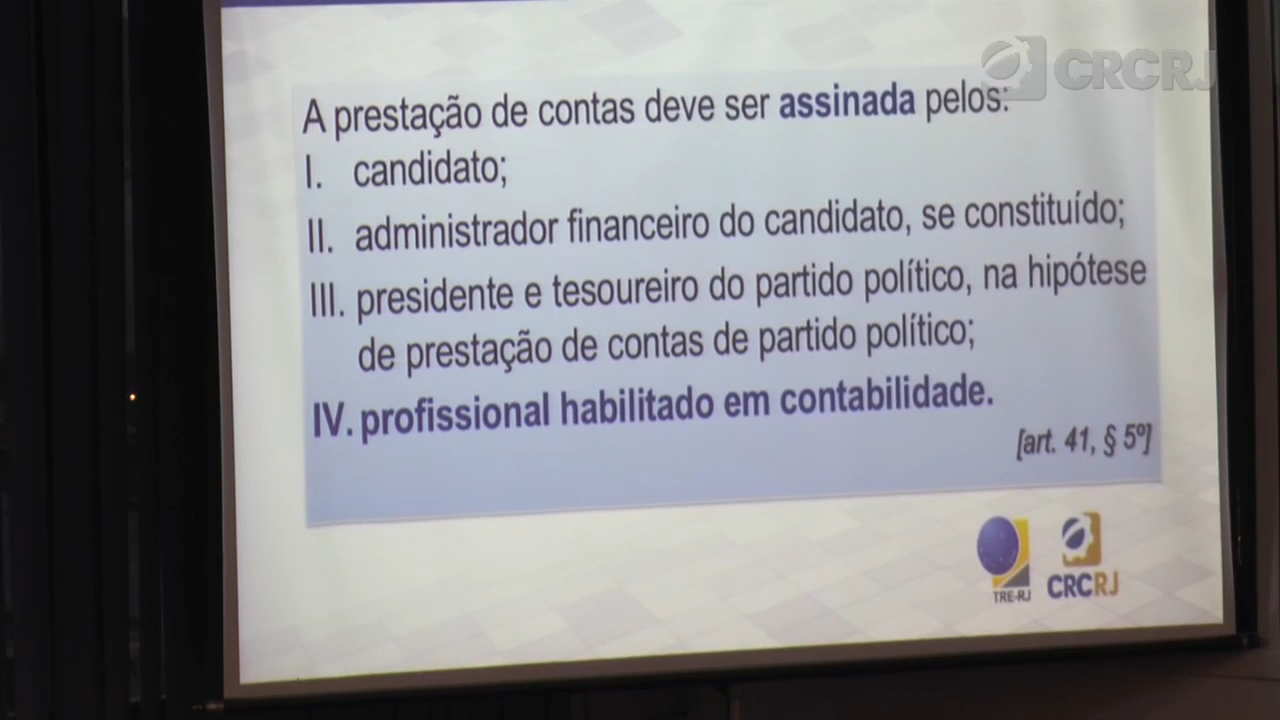 CRCRJ
A prestação de contas deve ser assinada pelos:
I. candidato;
II. administrador financeiro do candidato, se constituído;
III. presidente e tesoureiro do partido político, na hipótese
de prestação de contas de partido político;
IV. profissional habilitado em contabilidade.
[art. 41, § 5º]
TRE-RJ
CRCRJ